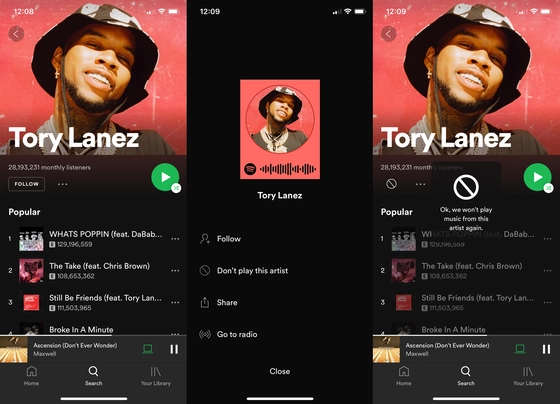 12:08
Tory Lanez
28,193,231 monthly listeners
FOLLOW
Popular
1
WHATS POPPIN (feat. DaBab...
E 129,196,559
2
The Take (feat. Chris Brown)
E 108,653,362
3
Still Be Friends (feat. Tory Lan...
E 111,503,965
4
Broke In A Minute
Ascension (Don't Ever Wonder)
Maxwell
Home
Search
Your Library
12:09
Tory Lanez
Follow
Don't play this artist
Share
Go to radio
Close
12:09
Tory Lanez
28,193,231 month
Ok, we won't play
music from this
artist again.
Popular
1
WHATS POPPIN (feat. DaBab...
E 129,196,559
2
The Take (feat. Chris Brown)
E 108,653,362
3
Still Be Friends (feat. Tory Lan...
E 111,503,965
4
Broke In A Minute
Ascension (Don't Ever Wonder)
Maxwell
Home
Search
Your Library